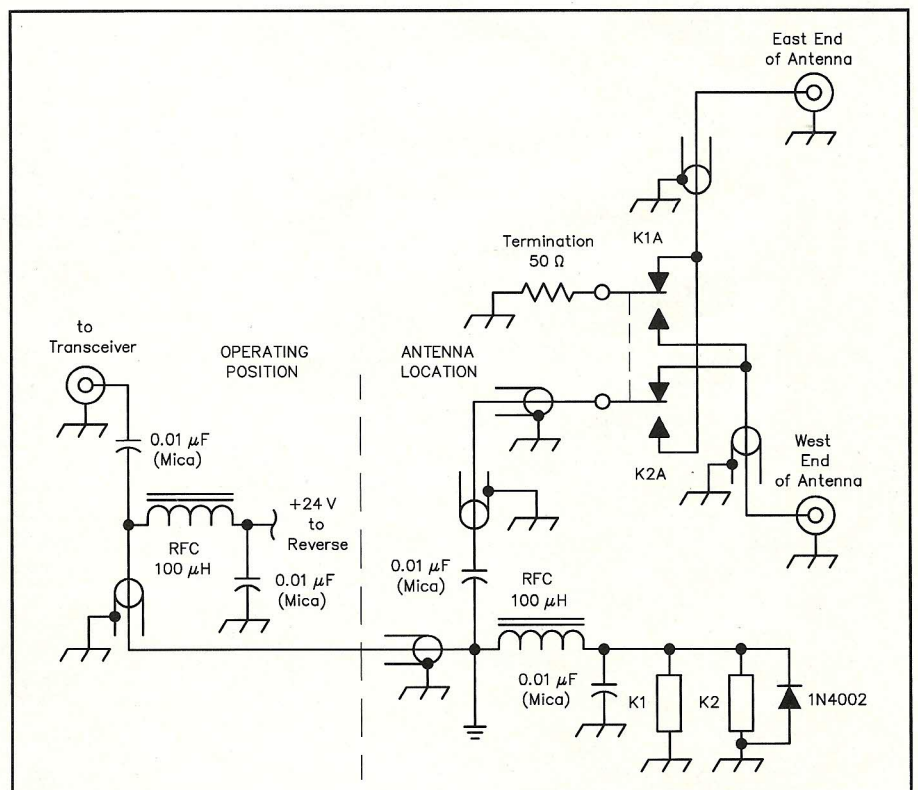 East End
of Antenna
K1A
Termination
50 Ω
to
Transceiver
OPERATING
POSITION
ANTENNA
LOCATION
0.01 μF
(Mica)
K2A
West
End
of Antenna
+24 V
to
Reverse
RFC
100 μH
0.01 μF
(Mica)
0.01 μF
(Mica)
RFC
100 μH
0.01 μF
(Mica)
K1
K2
1N4002